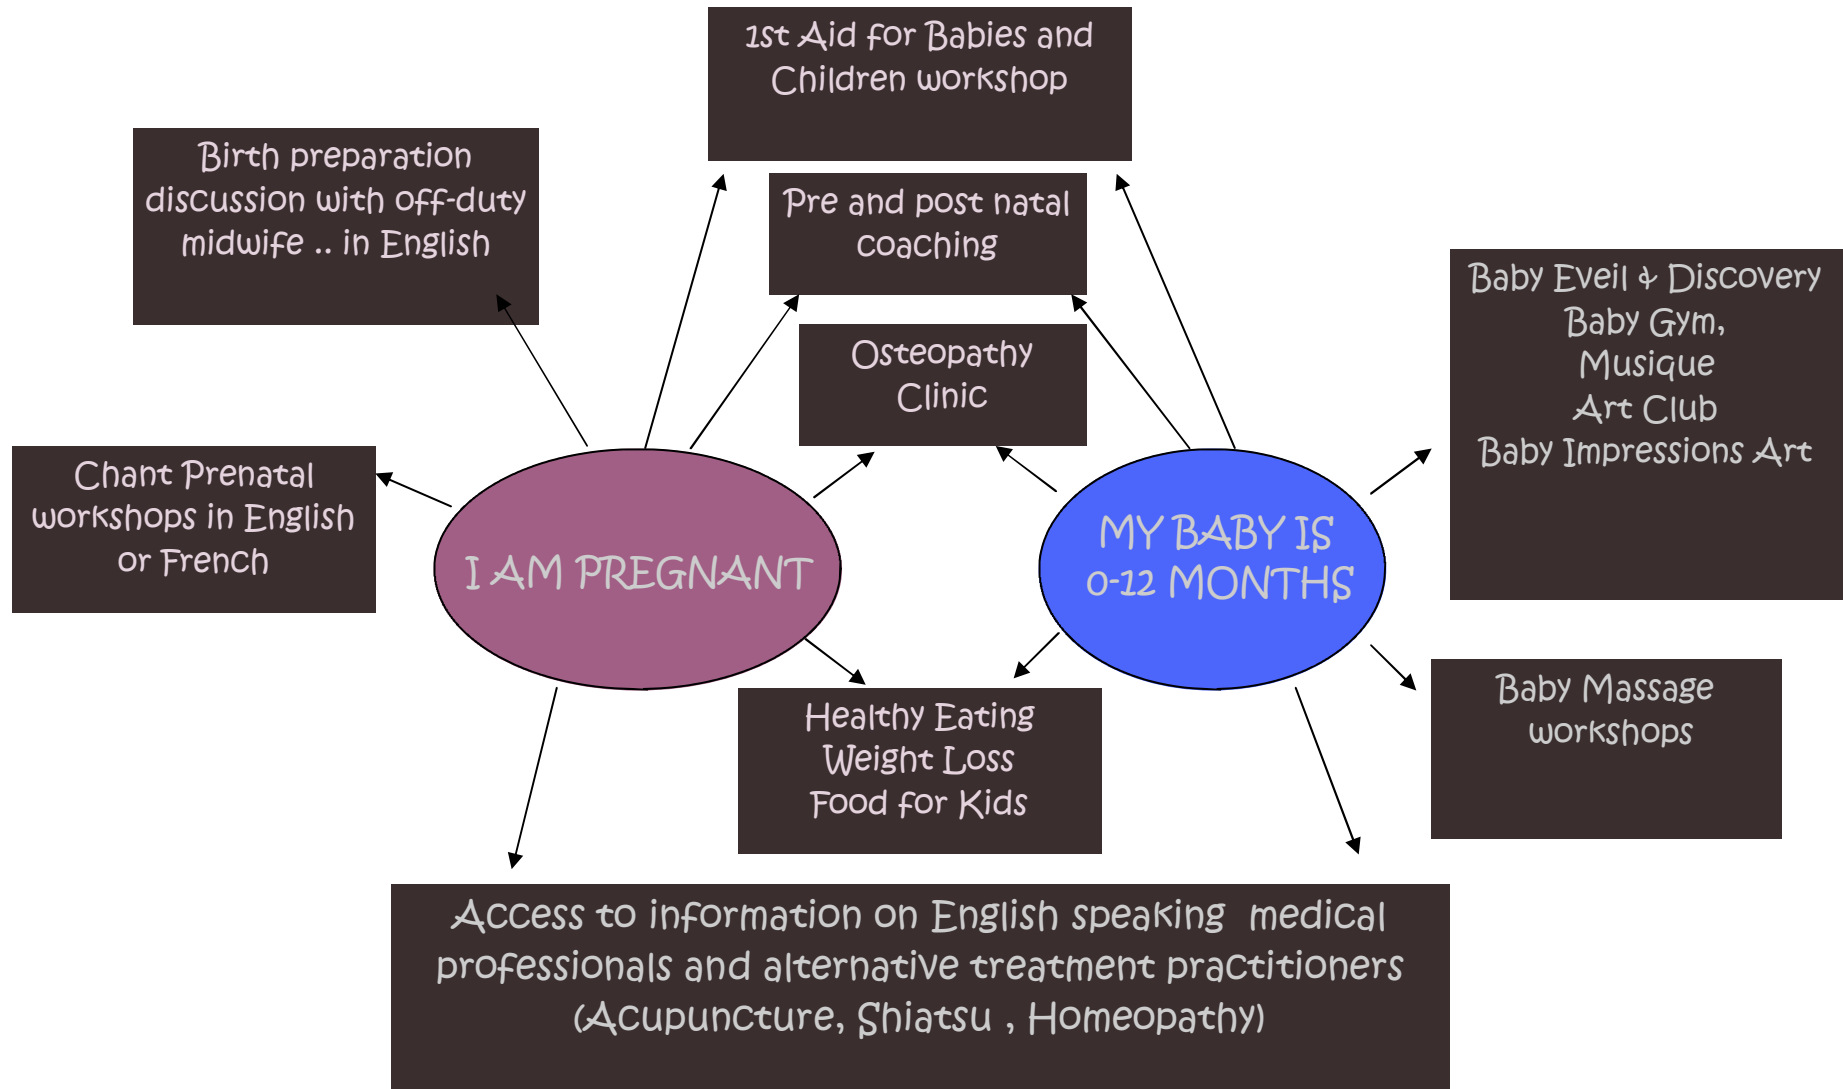 1st Aid for Babies and
Children workshop
Birth preparation
discussion with off-duty
midwife .. in English
Pre and post natal
coaching
Baby Eveil & Discovery
Baby Gym,
Musique
Art Club
Baby Impressions Art
Osteopathy
Clinic
Chant Prenatal
workshops in English
or French
I AM PREGNANT
MY BABY IS
0-12 MONTHS
Healthy Eating
Weight Loss
Food for Kids
Baby Massage
workshops
Access to information on English speaking  medical
professionals and alternative treatment practitioners
(Acupuncture, Shiatsu , Homeopathy)